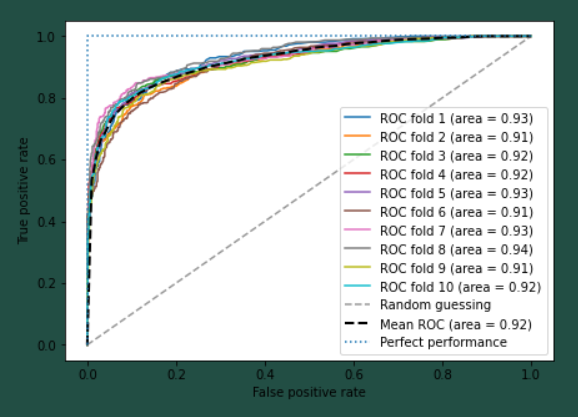 1.0
0.8
0.6
0.4
0.2
0.0
True positive rate
0.0 0.2 0.4 0.6 0.8 1.0
False positive rate
ROC fold 1 (area = 0.93)
ROC fold 2 (area = 0.91)
ROC fold 3 (area = 0.92)
ROC fold 4 (area = 0.92)
ROC fold 5 (area = 0.93)
ROC fold 6 (area = 0.91)
ROC fold 7 (area = 0.93)
ROC fold 8 (area = 0.94)
ROC fold 9 (area = 0.91)
ROC fold 10 (area = 0.92)
Random guessing
Mean ROC (area = 0.92)
Perfect performance